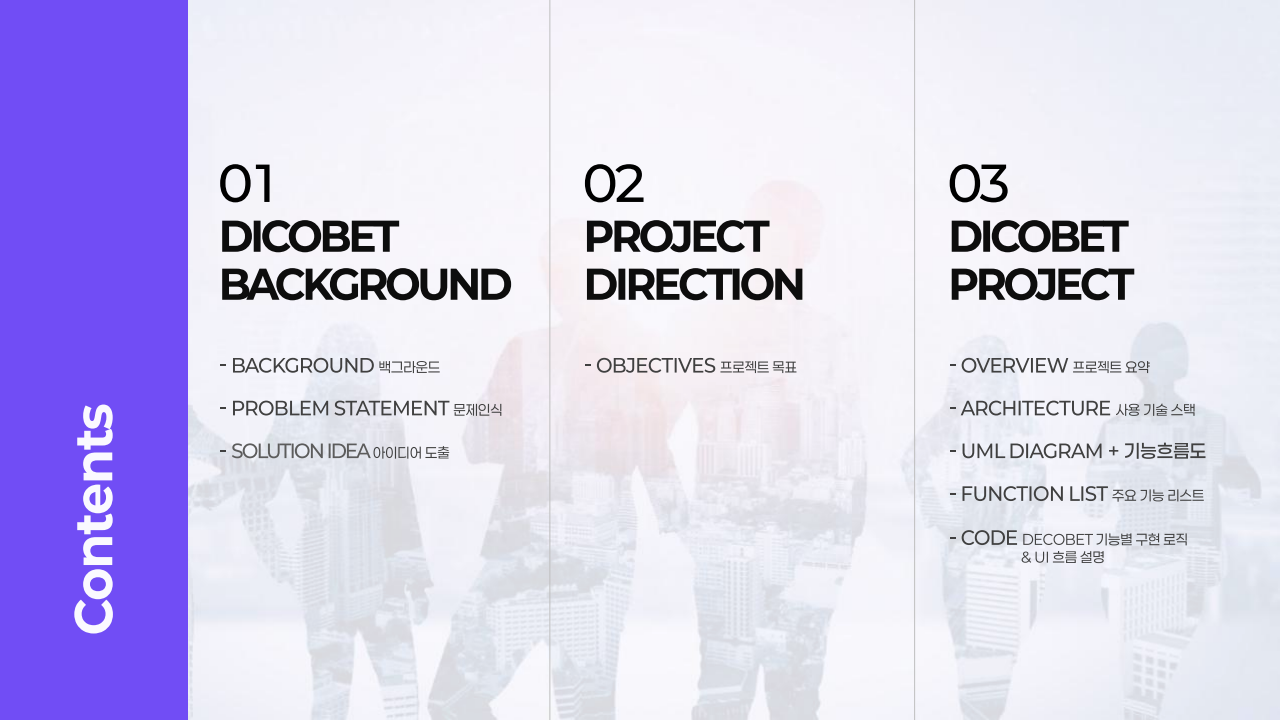 Contents
01
DICOBET
BACKGROUND
- BACKGROUND 백그라운드
- PROBLEM STATEMENT 문제인식
- SOLUTION IDEA 아이디어 도출
02
PROJECT
DIRECTION
- OBJECTIVES 프로젝트 목표
03
DICOBET
PROJECT
- OVERVIEW 프로젝트 요약
- ARCHITECTURE 사용 기술 스택
- UML DIAGRAM + 기능흐름도
- FUNCTION LIST 주요 기능 리스트
- CODE DECOBET 기능별 구현 로직
& UI 흐름 설명